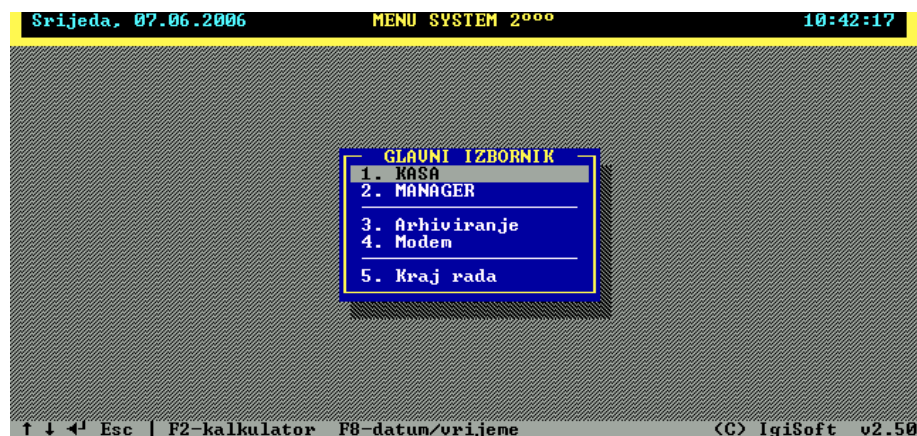 Srijeda, 07.06.2006 MENU SYSTEM 2ººº 10:42:17
GLAVNI IZBORNIK
1. KASA
2. MANAGER
3. Arhiviranje
4. Modem
5. Kraj rada
↑ ↓ ◄┘ Esc | F2-kalkulator F8-datum/vrijeme (C) IgiSoft v2.50